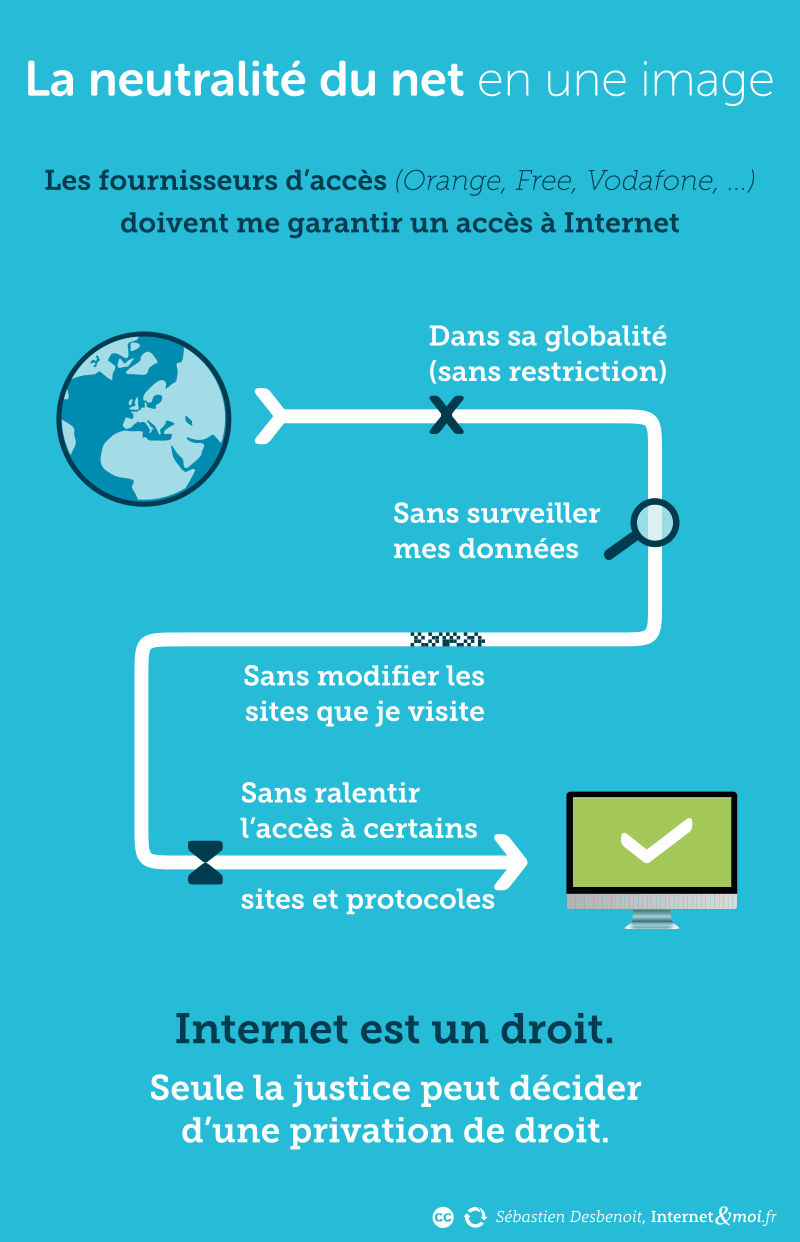 La neutralité du net en une image
Les fournisseurs d’accès (Orange, Free, Vodafone, ...)
doivent me garantir un accès à Internet
Dans sa globalité
(sans restriction)
Sans surveiller
mes données
Sans modifier les
sites que je visite
Sans ralentir
l’accès à certains
sites et protocoles
Internet est un droit.
Seule la justice peut décider
d’une privation de droit.
cc Sébastien Desbenoit, Internet&moi.fr